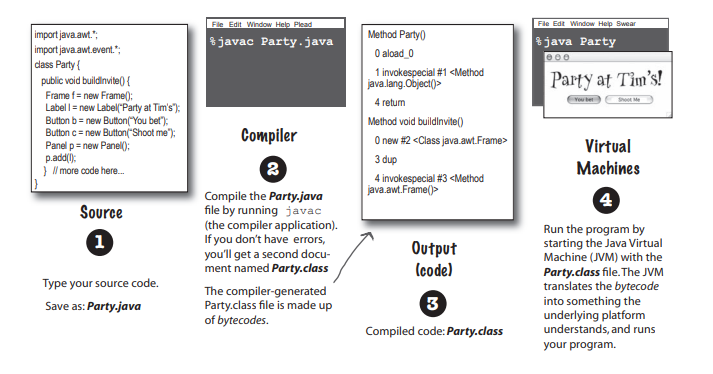 import java.awt.*;
import java.awt.event.*;
class Party {
public void buildInvite() {
Frame f = new Frame();
Label l = new Label("Party at Tim's");
Button b = new Button("You bet");
Button c = new Button("Shoot me");
Panel p = new Panel();
p.add(l);
} // more code here...
}
Source
1
Type your source code.
Save as: Party.java
File Edit Window Help Plead
%javac Party.java
Compiler
2
Compile the Party.java
file by running javac
(the compiler application).
If you don't have errors,
you'll get a second docu-
ment named Party.class
The compiler-generated
Party.class file is made up
of bytecodes.
Method Party()
0 aload_0
1 invokespecial #1 <Method
java.lang.Object()>
4 return
Method void buildInvite()
0 new #2 <Class java.awt.Frame>
3 dup
4 invokespecial #3 <Method
java.awt.Frame()>
Output
(code)
3
Compiled code: Party.class
File Edit Window Help Swear
%java Party
Party at Tim's!
You bet Shoot Me
Virtual
Machines
4
Run the program by
starting the Java Virtual
Machine (JVM) with the
Party.class file. The JVM
translates the bytecode
into something the
underlying platform
understands, and runs
your program.